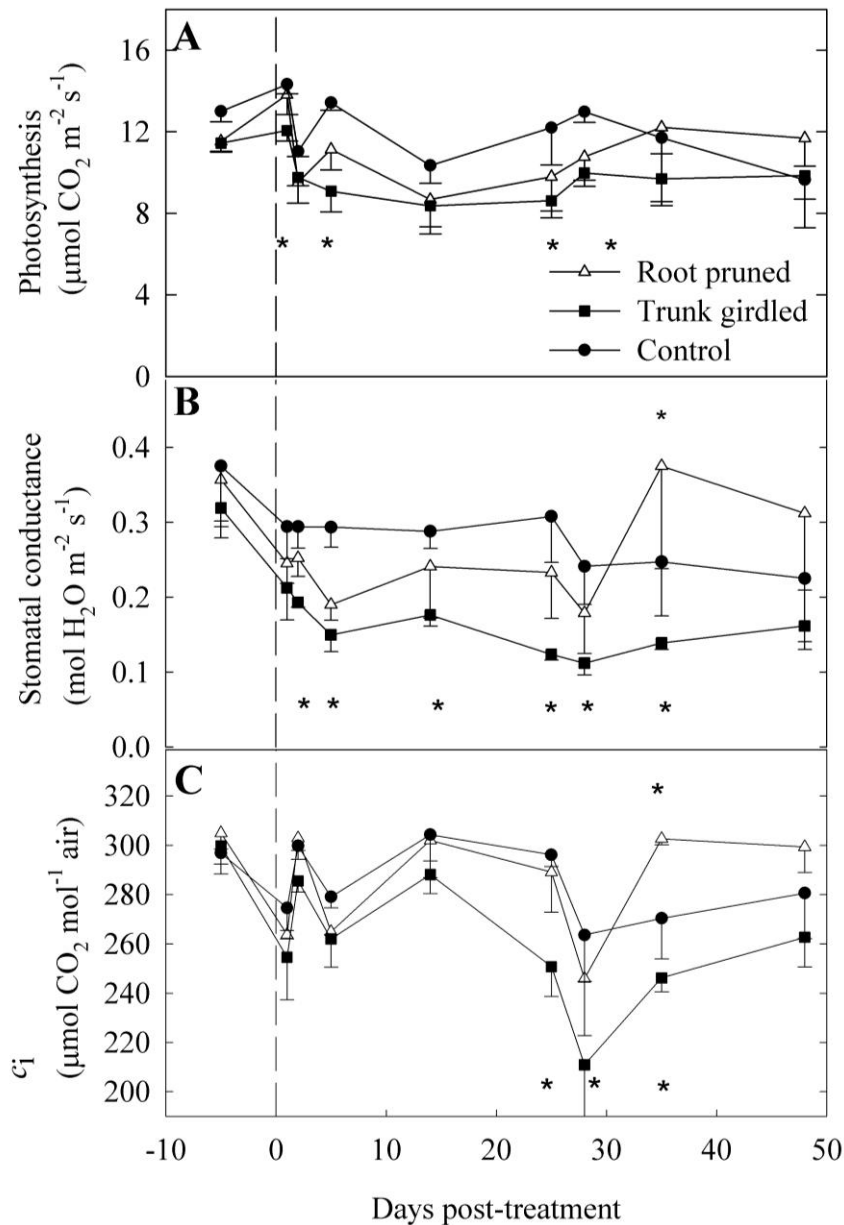 A
16
12
8
4
0
Photosynthesis
(µmol CO₂ m⁻² s⁻¹)
* * * *
Root pruned
Trunk girdled
Control
B
0.4
0.3
0.2
0.1
0.0
Stomatal conductance
(mol H₂O m⁻² s⁻¹)
*
* * * * * *
C
320
300
280
260
240
220
200
cᵢ
(µmol CO₂ mol⁻¹ air)
*
* * *
-10 0 10 20 30 40 50
Days post-treatment